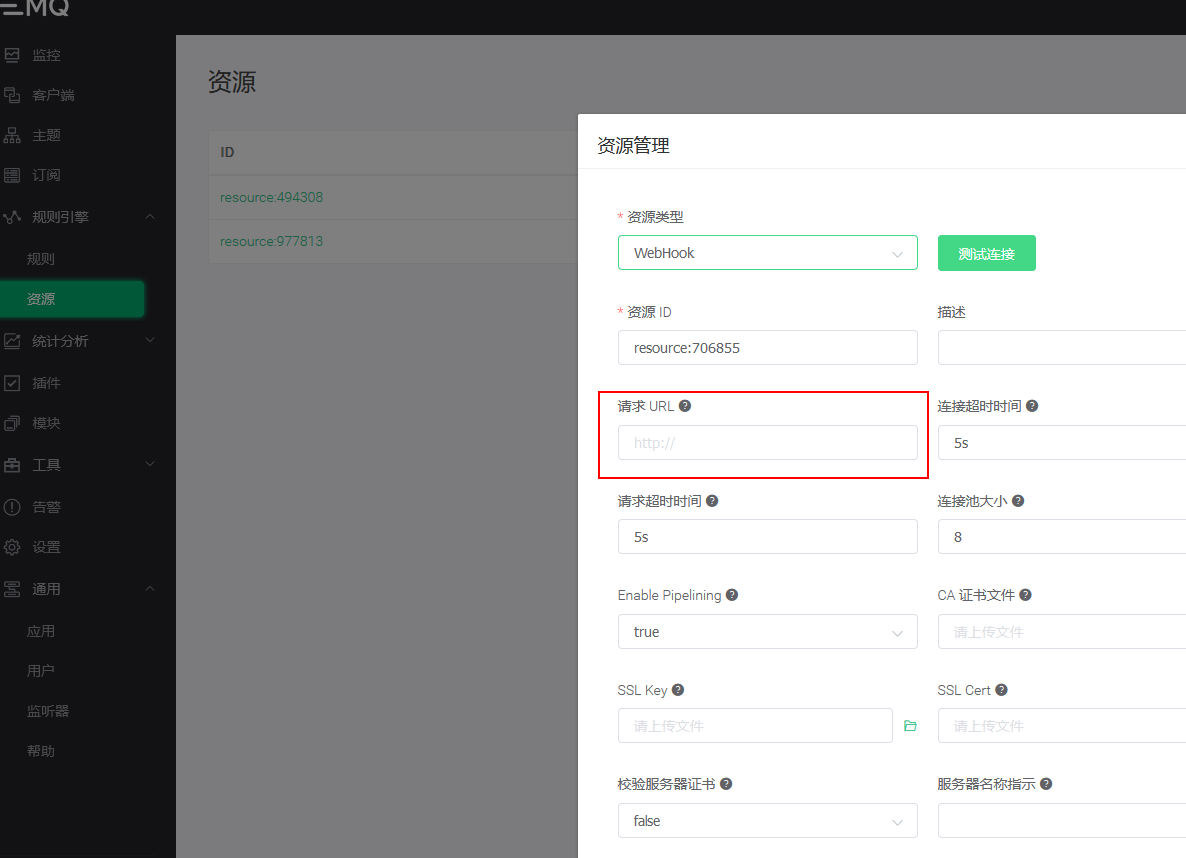 EMQ
监控
客户端
主题
订阅
规则引擎
规则
资源
统计分析
插件
模块
工具
告警
设置
通用
应用
用户
监听器
帮助
资源
ID
resource:494308
resource:977813
资源管理
* 资源类型
WebHook
测试连接
* 资源 ID
描述
resource:706855
请求 URL ?
连接超时时间 ?
http://
5s
请求超时时间 ?
连接池大小 ?
5s
8
Enable Pipelining ?
CA 证书文件 ?
true
请上传文件
SSL Key ?
SSL Cert ?
请上传文件
请上传文件
校验服务器证书 ?
服务器名称指示 ?
false